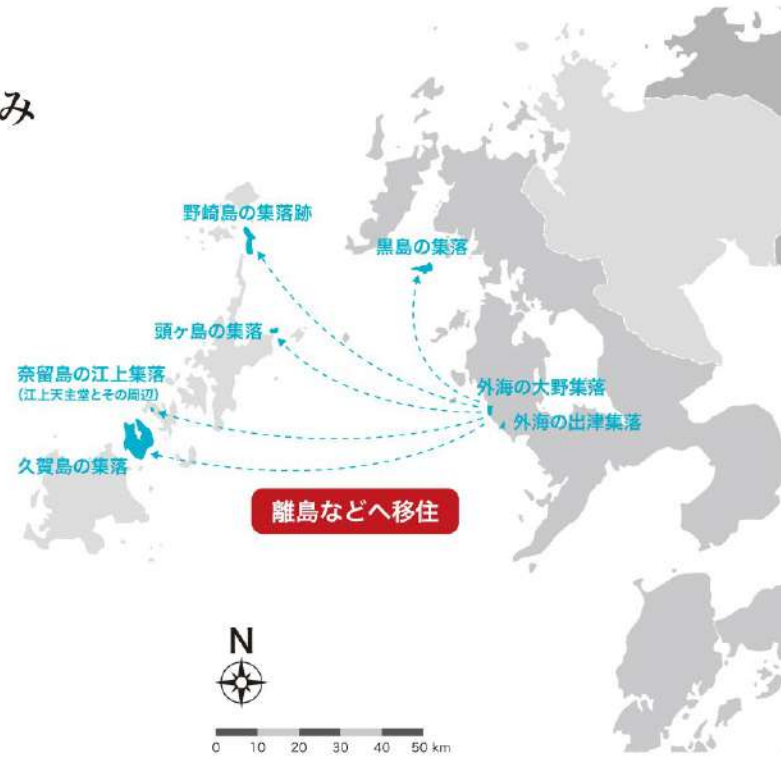 み
野崎島の集落跡
黒島の集落
頭ヶ島の集落
奈留島の江上集落
(江上天主堂とその周辺)
外海の大野集落
外海の出津集落
久賀島の集落
離島などへ移住
N
0 10 20 30 40 50 km